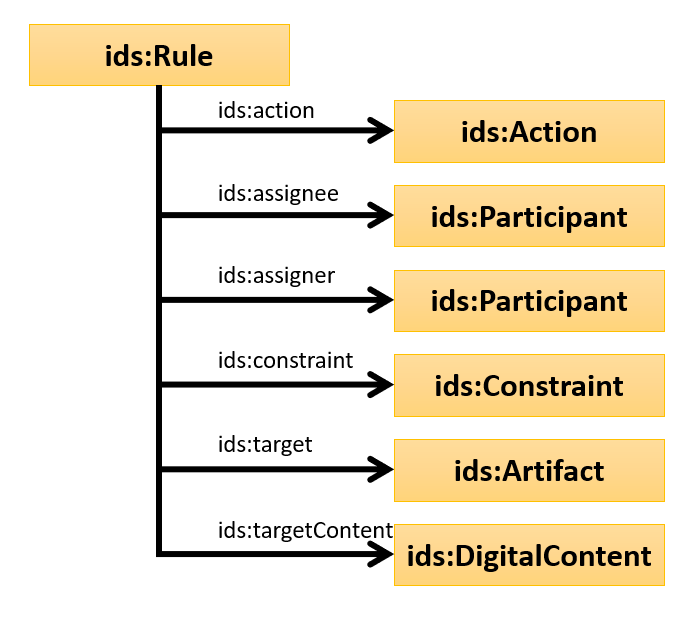 ids:Rule
ids:action
ids:Action
ids:assignee
ids:Participant
ids:assigner
ids:Participant
ids:constraint
ids:Constraint
ids:target
ids:Artifact
ids:targetContent
ids:DigitalContent